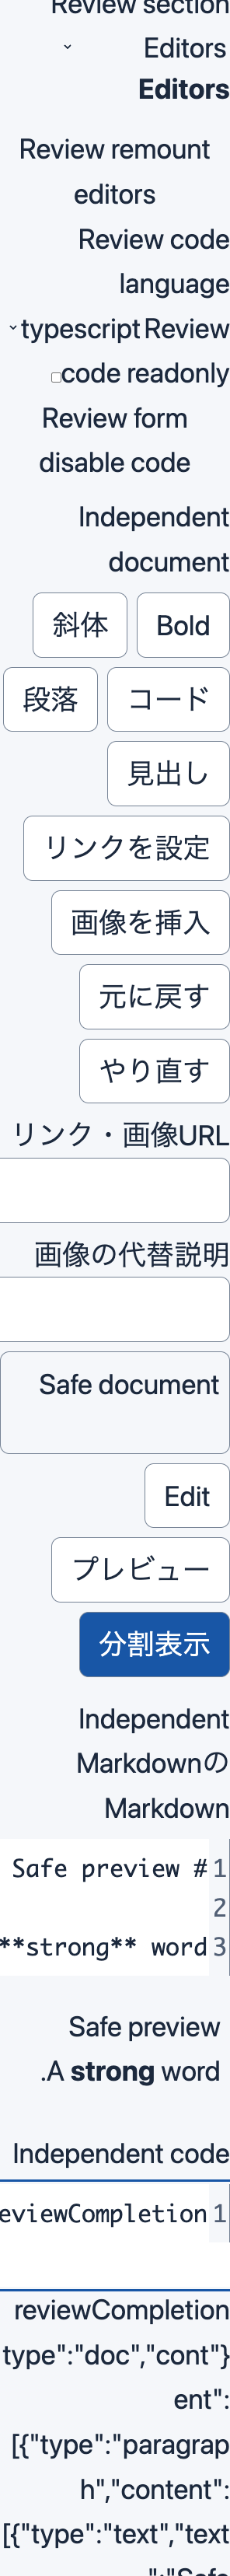 Review section
Editors
Editors
Review remount
editors
Review code
language
typescript Review
code readonly
Review form
disable code
Independent
document
Bold 斜体
コード 段落
見出し
リンクを設定
画像を挿入
元に戻す
やり直す
リンク・画像URL
画像の代替説明
Safe document
Edit
プレビュー
分割表示
Independent
Markdownの
Markdown
1 Safe preview #
2
3 **strong** word
Safe preview
.A strong word
Independent code
1 eviewCompletion
reviewCompletion
type":"doc","cont"}
ent":
[{"type":"paragrap
h","content":
[{"type":"text","text